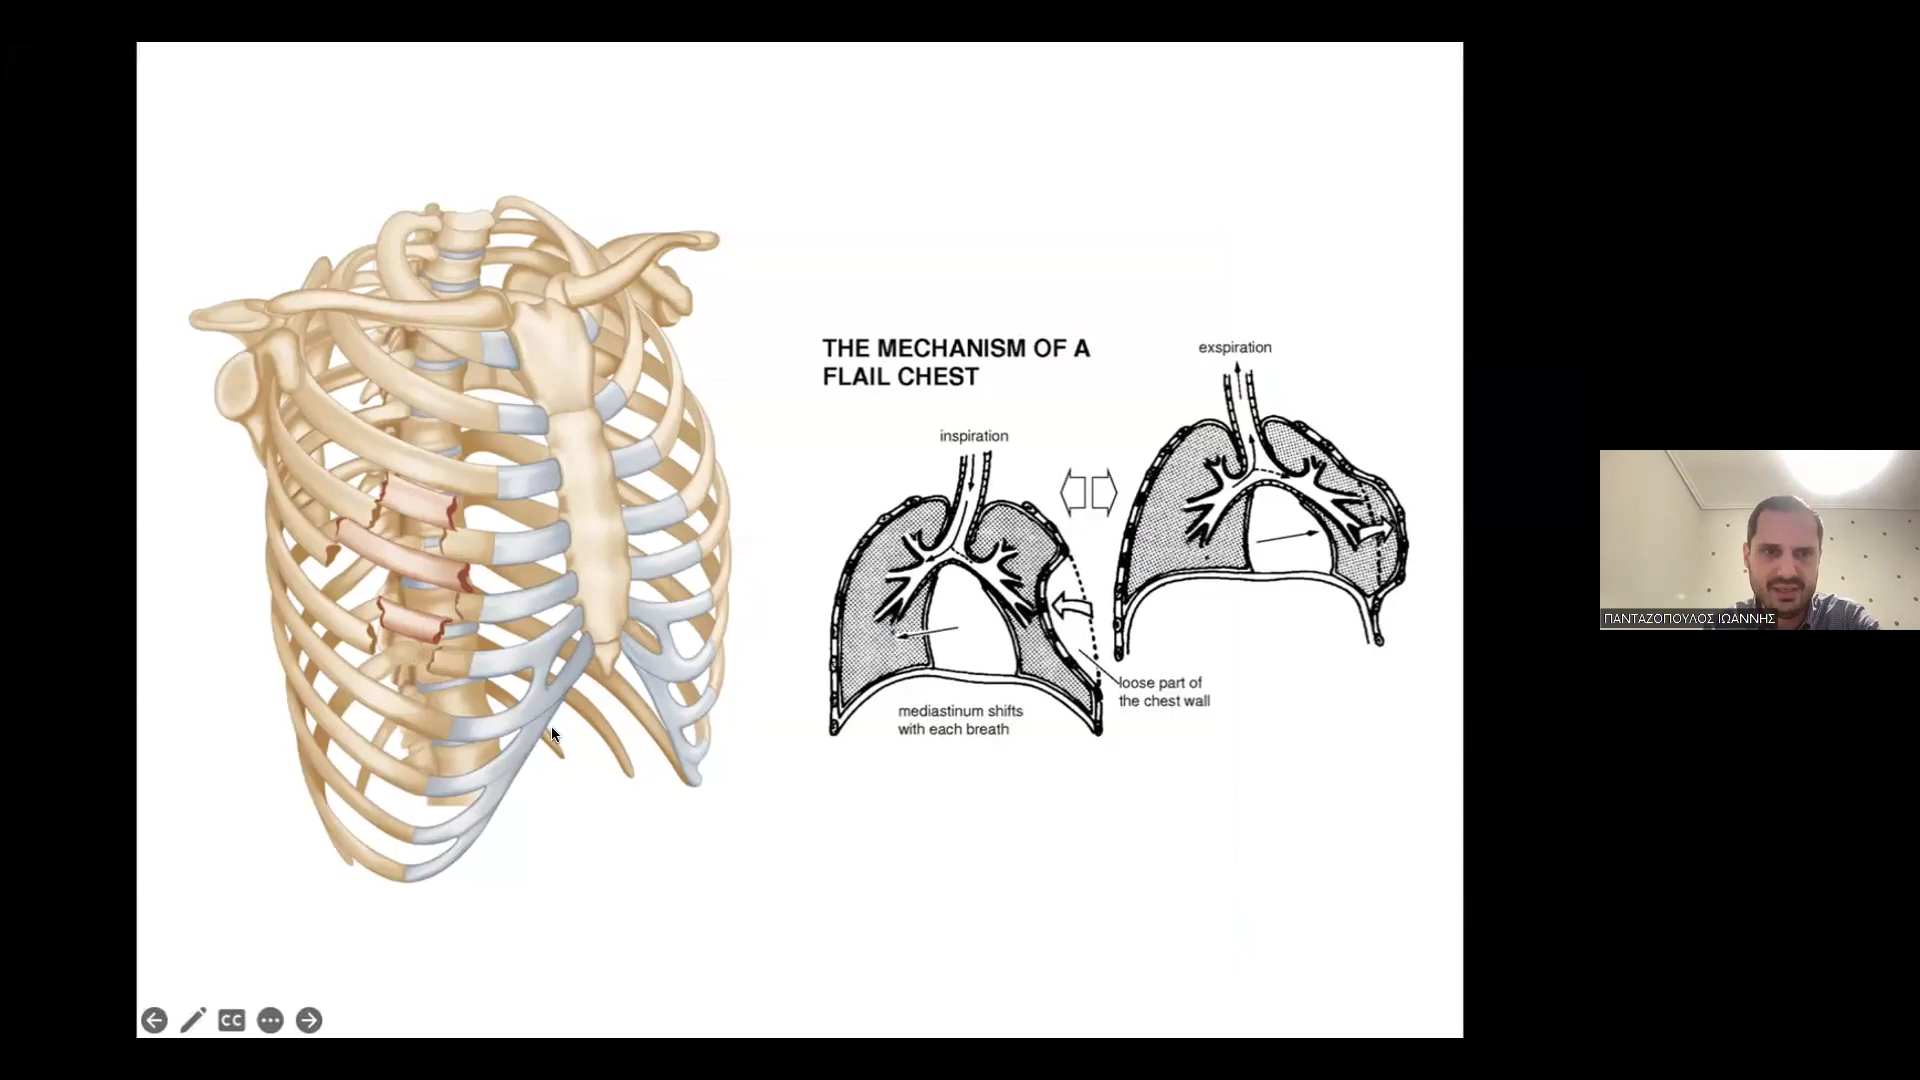 THE MECHANISM OF A
FLAIL CHEST
exspiration
inspiration
loose part of
the chest wall
mediastinum shifts
with each breath
ΠΑΝΤΑΖΟΠΟΥΛΟΣ ΙΩΑΝΝΗΣ
CC